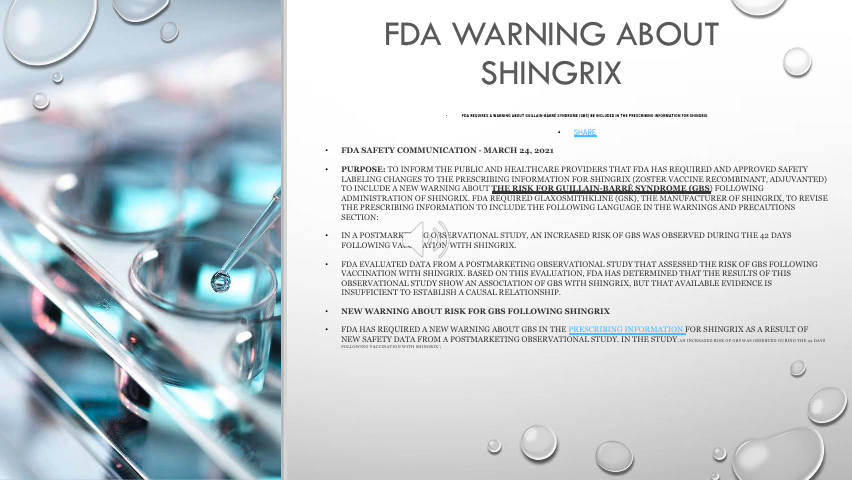 FDA WARNING ABOUT
SHINGRIX
• FDA REQUIRES A WARNING ABOUT GUILLAIN-BARRÉ SYNDROME (GBS) BE INCLUDED IN THE PRESCRIBING INFORMATION FOR SHINGRIX
• SHARE
• FDA SAFETY COMMUNICATION - MARCH 24, 2021
• PURPOSE: TO INFORM THE PUBLIC AND HEALTHCARE PROVIDERS THAT FDA HAS REQUIRED AND APPROVED SAFETY
LABELING CHANGES TO THE PRESCRIBING INFORMATION FOR SHINGRIX (ZOSTER VACCINE RECOMBINANT, ADJUVANTED)
TO INCLUDE A NEW WARNING ABOUT THE RISK FOR GUILLAIN-BARRÉ SYNDROME (GBS) FOLLOWING
ADMINISTRATION OF SHINGRIX. FDA REQUIRED GLAXOSMITHKLINE (GSK), THE MANUFACTURER OF SHINGRIX, TO REVISE
THE PRESCRIBING INFORMATION TO INCLUDE THE FOLLOWING LANGUAGE IN THE WARNINGS AND PRECAUTIONS
SECTION:
• IN A POSTMARKETING OBSERVATIONAL STUDY, AN INCREASED RISK OF GBS WAS OBSERVED DURING THE 42 DAYS
FOLLOWING VACCINATION WITH SHINGRIX.
• FDA EVALUATED DATA FROM A POSTMARKETING OBSERVATIONAL STUDY THAT ASSESSED THE RISK OF GBS FOLLOWING
VACCINATION WITH SHINGRIX. BASED ON THIS EVALUATION, FDA HAS DETERMINED THAT THE RESULTS OF THIS
OBSERVATIONAL STUDY SHOW AN ASSOCIATION OF GBS WITH SHINGRIX, BUT THAT AVAILABLE EVIDENCE IS
INSUFFICIENT TO ESTABLISH A CAUSAL RELATIONSHIP.
• NEW WARNING ABOUT RISK FOR GBS FOLLOWING SHINGRIX
• FDA HAS REQUIRED A NEW WARNING ABOUT GBS IN THE PRESCRIBING INFORMATION FOR SHINGRIX AS A RESULT OF
NEW SAFETY DATA FROM A POSTMARKETING OBSERVATIONAL STUDY. IN THE STUDY, AN INCREASED RISK OF GBS WAS OBSERVED DURING THE 42 DAYS
FOLLOWING VACCINATION WITH SHINGRIX.